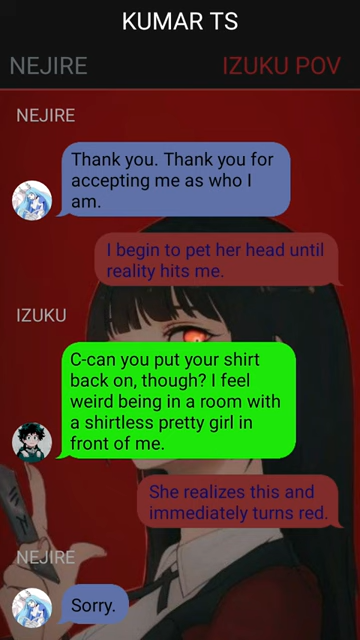 KUMAR TS
NEJIRE
IZUKU POV
NEJIRE
Thank you. Thank you for
accepting me as who I
am.
I begin to pet her head until
reality hits me.
IZUKU
C-can you put your shirt
back on, though? I feel
weird being in a room with
a shirtless pretty girl in
front of me.
She realizes this and
immediately turns red.
NEJIRE
Sorry.